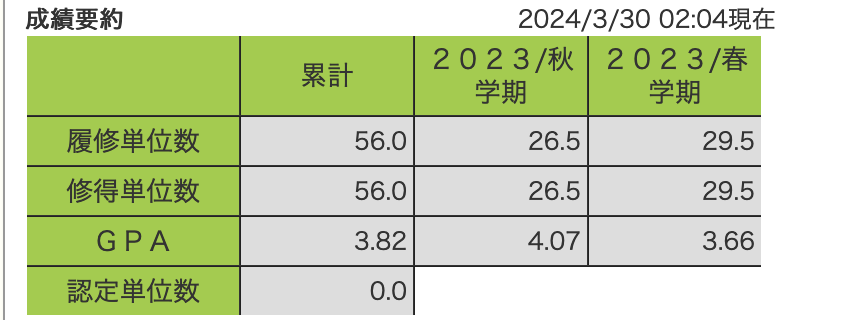 成績要約 2024/3/30 02:04現在
累計 ２０２３/秋学期 ２０２３/春学期
履修単位数 56.0 26.5 29.5
修得単位数 56.0 26.5 29.5
ＧＰＡ 3.82 4.07 3.66
認定単位数 0.0